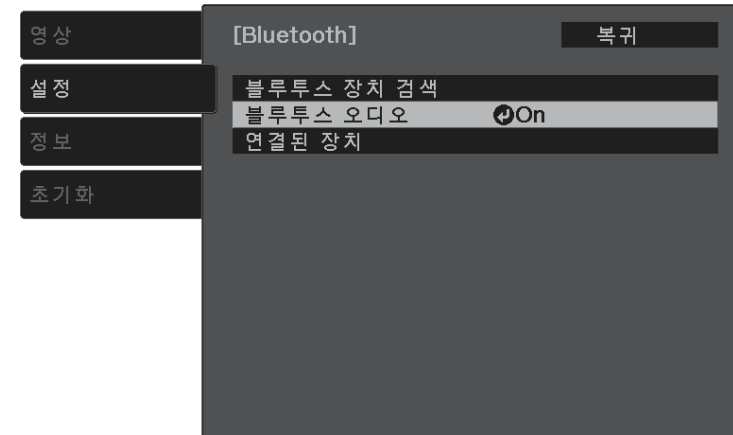 영상
설정
정보
초기화
[Bluetooth] 복귀
블루투스 장치 검색
블루투스 오디오 On
연결된 장치